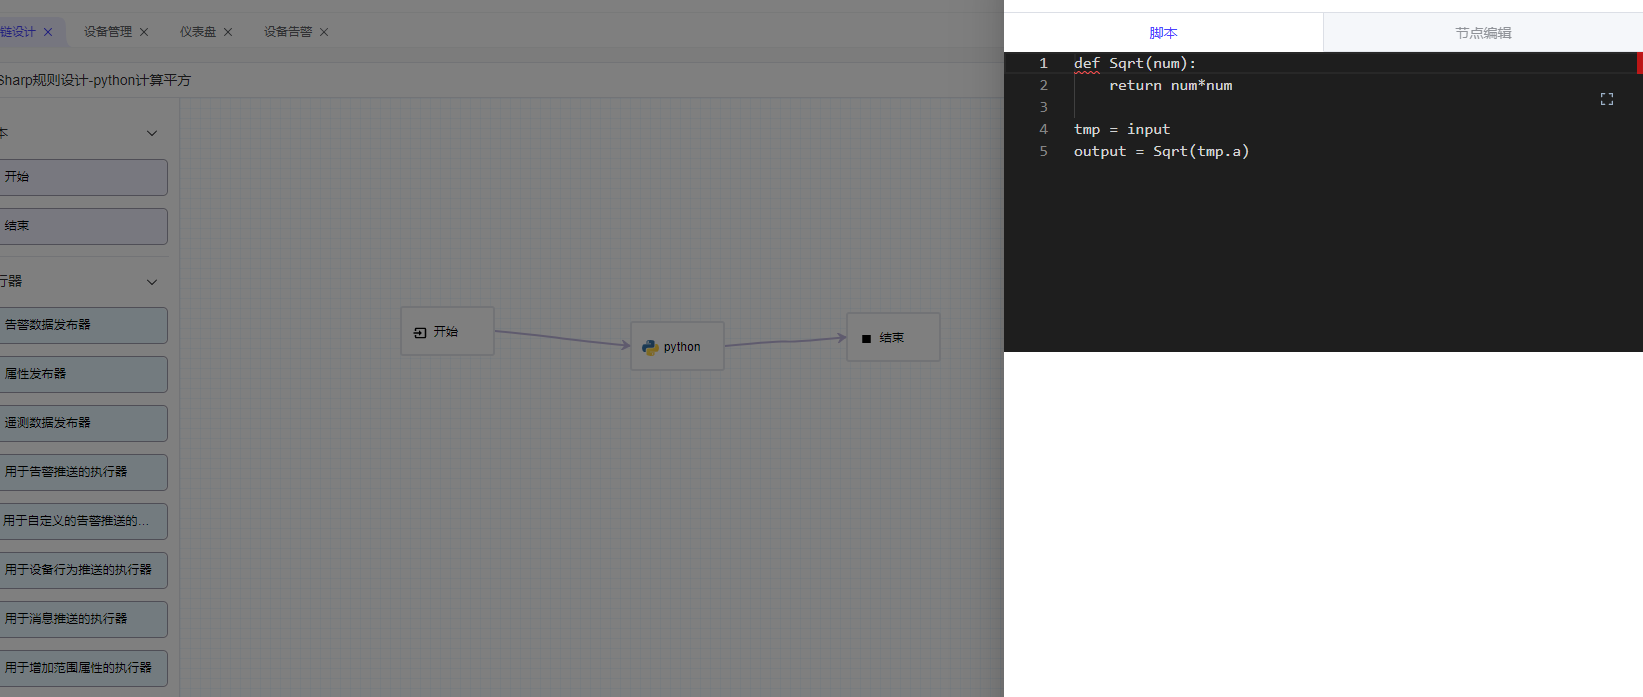 链设计
设备管理
仪表盘
设备告警
Sharp规则设计-python计算平方
本
开始
结束
行器
告警数据发布器
属性发布器
遥测数据发布器
用于告警推送的执行器
用于自定义的告警推送的...
用于设备行为推送的执行器
用于消息推送的执行器
用于增加范围属性的执行器
开始
python
结束
脚本
节点编辑
1 def Sqrt(num):
2     return num*num
3
4 tmp = input
5 output = Sqrt(tmp.a)